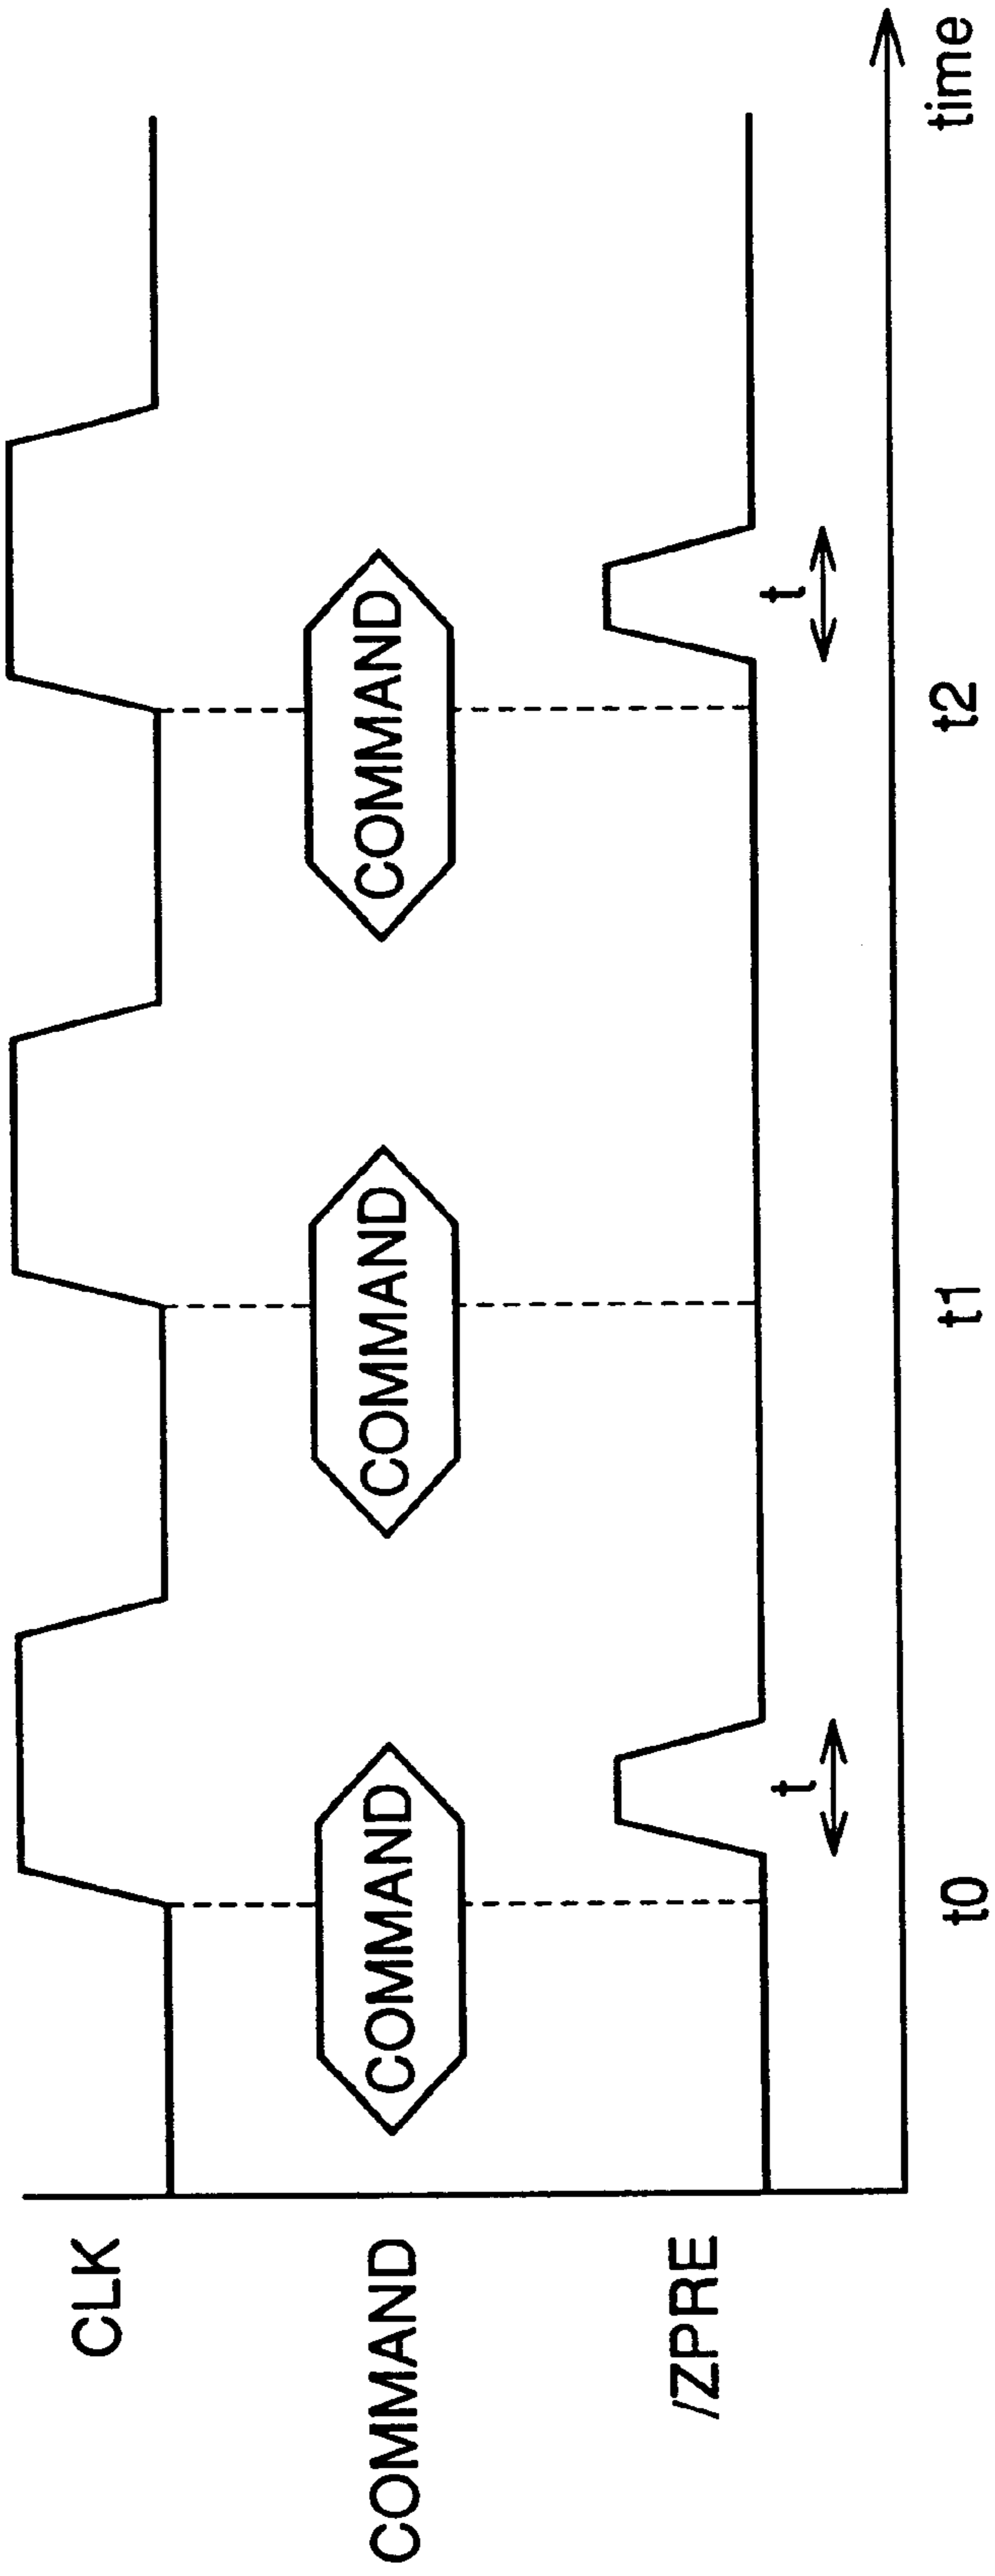 CLK
COMMAND COMMAND COMMAND COMMAND
/ZPRE
t t
t0 t1 t2 time